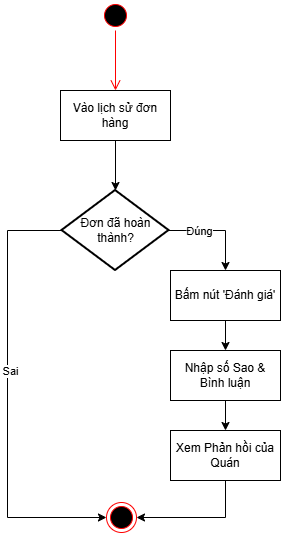 Vào lịch sử đơn
hàng
Đơn đã hoàn
thành?
Đúng
Bấm nút 'Đánh giá'
Sai
Nhập số Sao &
Bình luận
Xem Phản hồi của
Quán